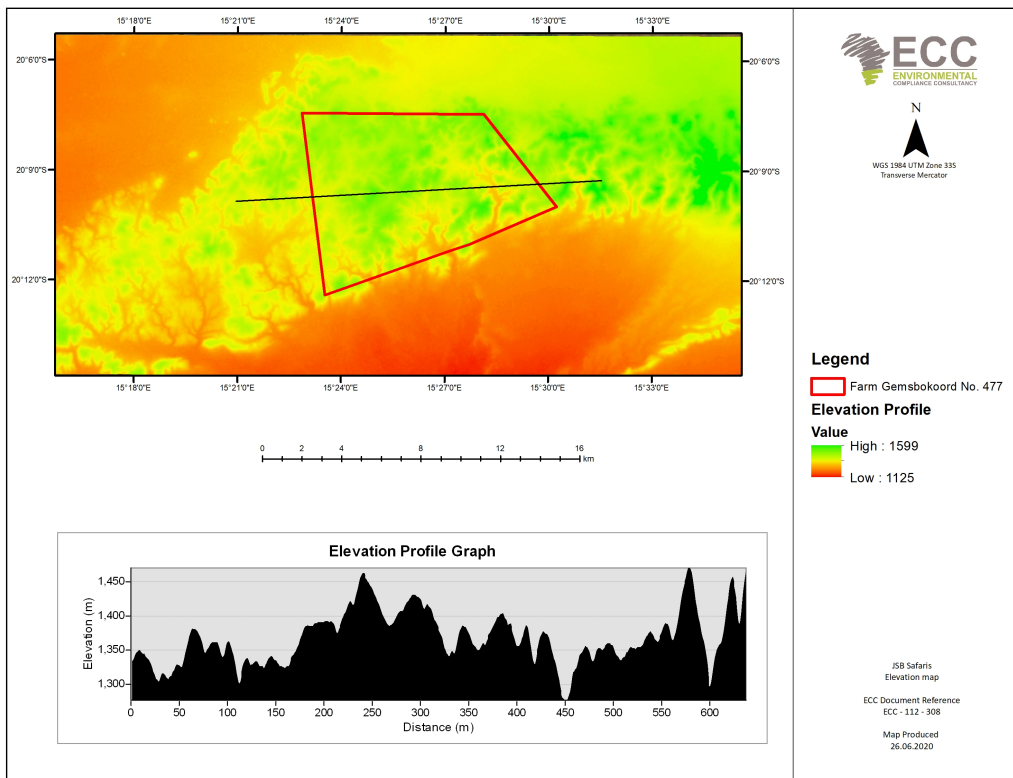 15°18'0"E 15°21'0"E 15°24'0"E 15°27'0"E 15°30'0"E 15°33'0"E
20°6'0"S 20°6'0"S
20°9'0"S 20°9'0"S
20°12'0"S 20°12'0"S
15°18'0"E 15°21'0"E 15°24'0"E 15°27'0"E 15°30'0"E 15°33'0"E
0 2 4 8 12 16
km
Elevation Profile Graph
Elevation (m)
1,450
1,400
1,350
1,300
0 50 100 150 200 250 300 350 400 450 500 550 600
Distance (m)
ECC
ENVIRONMENTAL
COMPLIANCE CONSULTANCY
N
WGS 1984 UTM Zone 33S
Transverse Mercator
Legend
Farm Gemsbokoord No. 477
Elevation Profile
Value
High : 1599
Low : 1125
JSB Safaris
Elevation map
ECC Document Reference
ECC - 112 - 308
Map Produced
26.06.2020